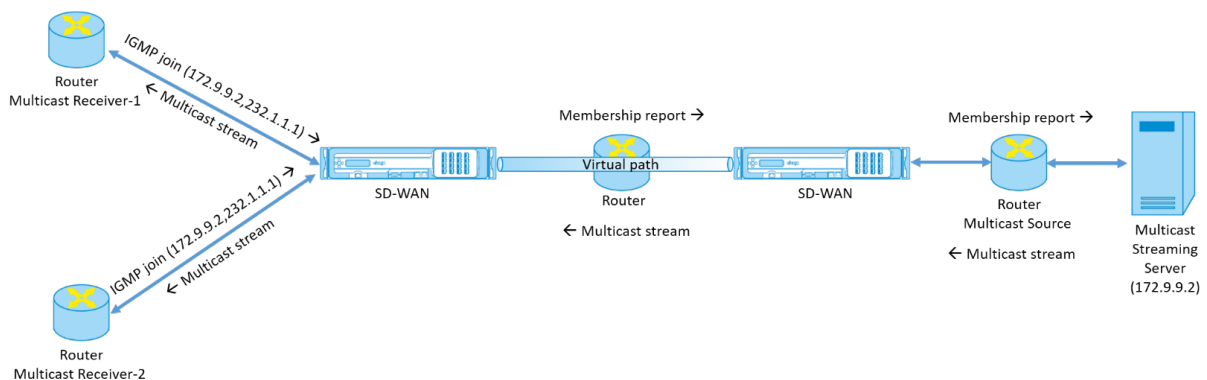 Router
Multicast Receiver-1
IGMP join (172.9.9.2,232.1.1.1) →
← Multicast stream
IGMP join (172.9.9.2,232.1.1.1) →
← Multicast stream
Router
Multicast Receiver-2
SD-WAN
Membership report →
Virtual path
Router
← Multicast stream
SD-WAN
Membership report →
Router
Multicast Source
← Multicast stream
Multicast
Streaming
Server
(172.9.9.2)